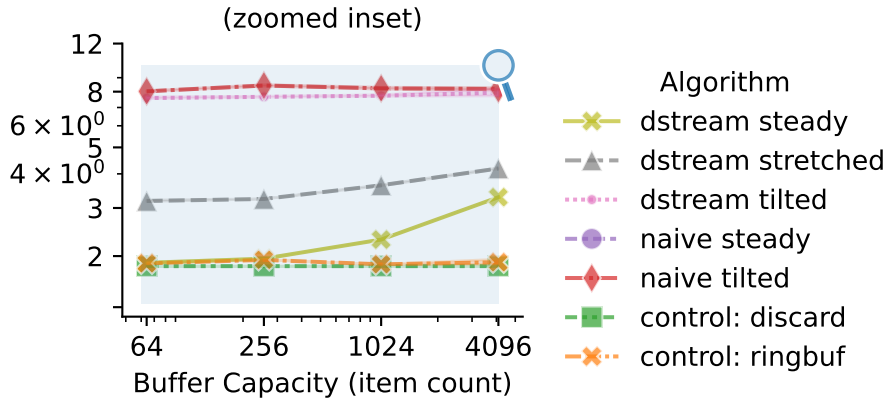 (zoomed inset)
12
8
6 × 10⁰
5
4 × 10⁰
3
2
64 256 1024 4096
Buffer Capacity (item count)
Algorithm
dstream steady
dstream stretched
dstream tilted
naive steady
naive tilted
control: discard
control: ringbuf